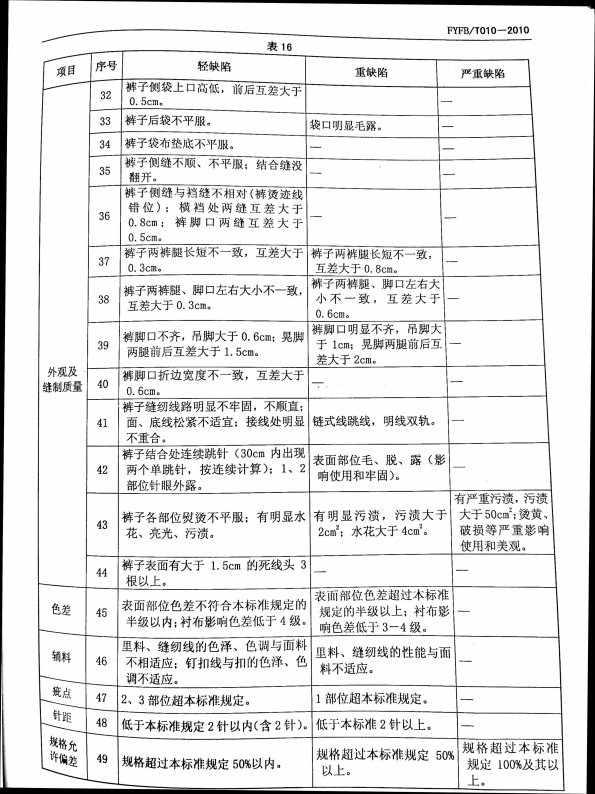 FYFB/T010—2010
表 16
项目
序号
轻缺陷
重缺陷
严重缺陷
外观及
缝制质量
32
裤子侧袋上口高低，前后互差大于
0.5cm。
—
33
裤子后袋不平服。
袋口明显毛露。
—
34
裤子袋布垫底不平服。
—
—
35
裤子侧缝不顺、不平服；结合缝没
翻开。
—
—
36
裤子侧缝与裆缝不相对(裤烫迹线
错位)；横裆处两缝互差大于
0.8cm；裤脚口两缝互差大于
0.5cm。
—
—
37
裤子两裤腿长短不一致，互差大于
0.3cm。
裤子两裤腿长短不一致，
互差大于 0.8cm。
—
38
裤子两裤腿、脚口左右大小不一致，
互差大于 0.3cm。
裤子两裤腿、脚口左右大
小不一致，互差大于
0.6cm。
—
39
裤脚口不齐，吊脚大于 0.6cm；晃脚
两腿前后互差大于 1.5cm。
裤脚口明显不齐，吊脚大
于 1cm；晃脚两腿前后互
差大于 2cm。
—
40
裤脚口折边宽度不一致，互差大于
0.6cm。
—
—
41
裤子缝纫线路明显不牢固，不顺直；
面、底线松紧不适宜；接线处明显
不重合。
链式线跳线，明线双轨。
—
42
裤子结合处连续跳针（30cm 内出现
两个单跳针，按连续计算）；1、2
部位针眼外露。
表面部位毛、脱、露（影
响使用和牢固）。
—
43
裤子各部位熨烫不平服；有明显水
花、亮光、污渍。
有明显污渍，污渍大于
2cm²；水花大于 4cm²。
有严重污渍，污渍
大于50cm²；烫黄、
破损等严重影响
使用和美观。
44
裤子表面有大于 1.5cm 的死线头 3
根以上。
—
—
色差
45
表面部位色差不符合本标准规定的
半级以内；衬布影响色差低于 4 级。
表面部位色差超过本标准
规定的半级以上；衬布影
响色差低于 3－4 级。
—
辅料
46
里料、缝纫线的色泽、色调与面料
不相适应；钉扣线与扣的色泽、色
调不适应。
里料、缝纫线的性能与面
料不适应。
—
疵点
47
2、3 部位超本标准规定。
1 部位超本标准规定。
—
针距
48
低于本标准规定 2 针以内(含 2 针)。
低于本标准 2 针以上。
—
规格允
许偏差
49
规格超过本标准规定 50%以内。
规格超过本标准规定 50%
以上。
规格超过本标准
规定 100%及其以
上。